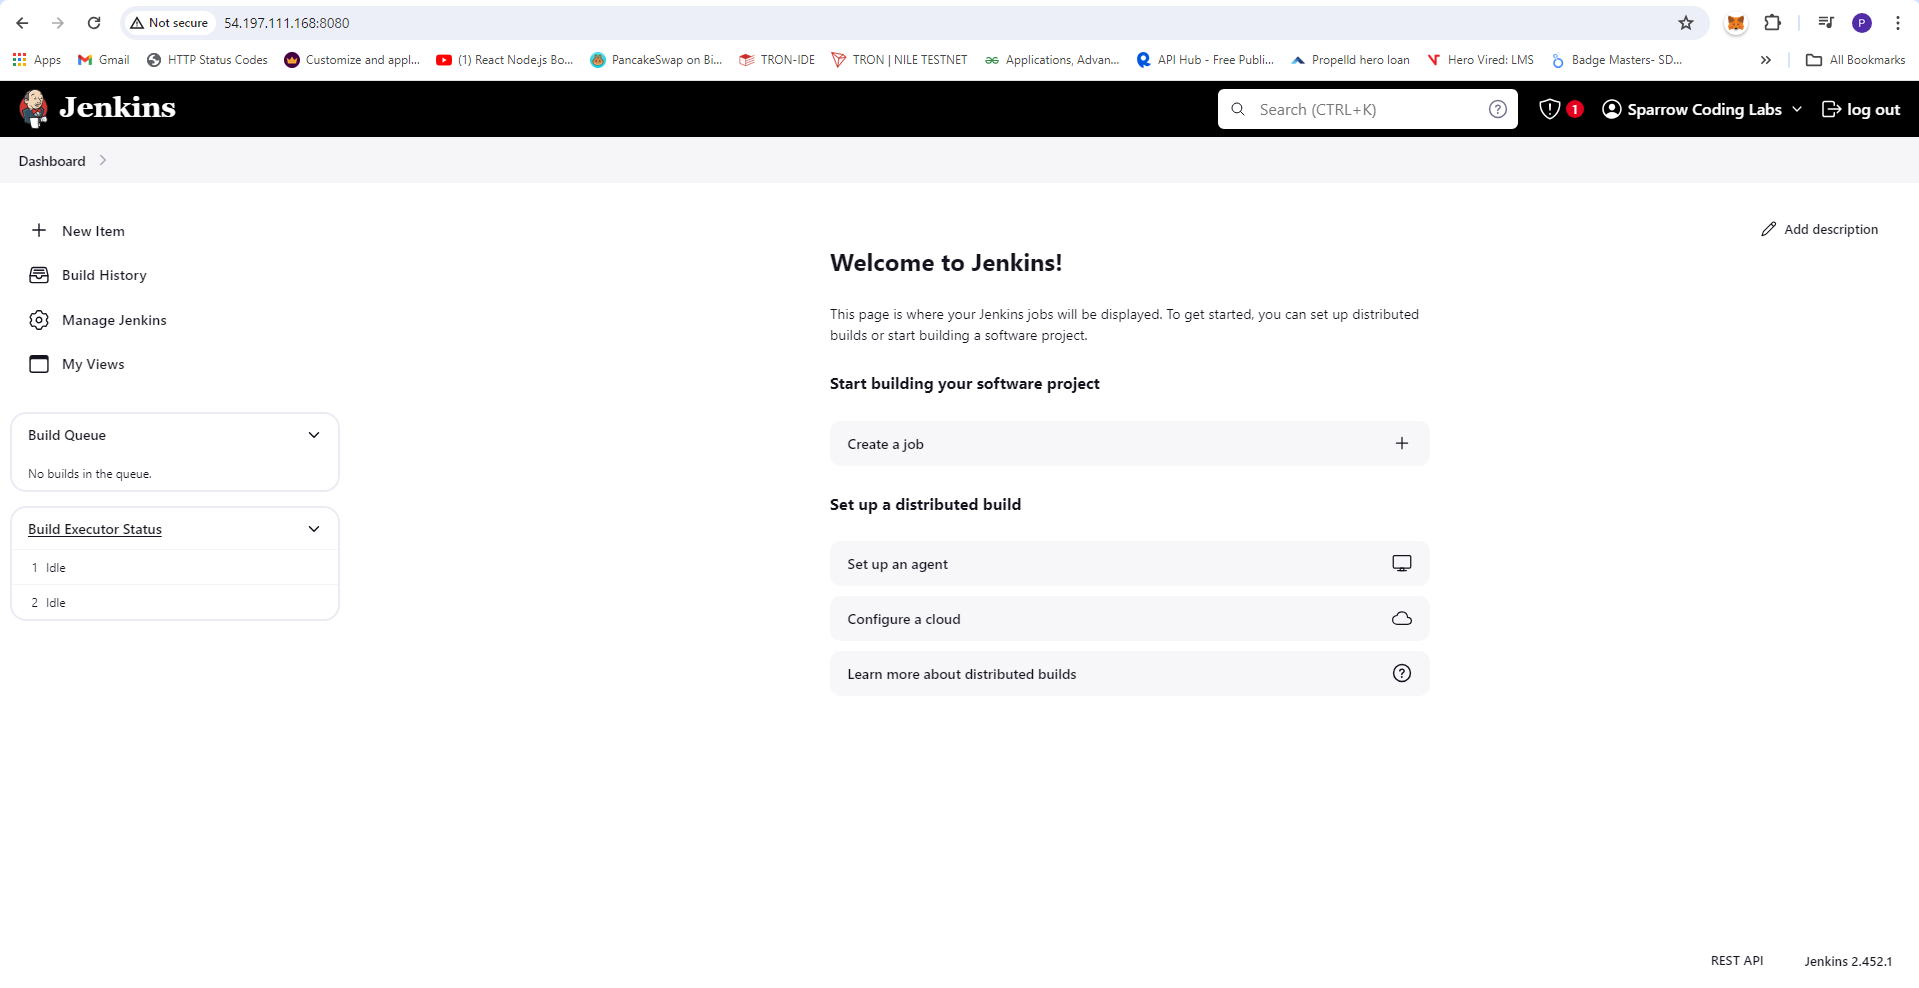 Not secure 54.197.111.168:8080
P
Apps Gmail HTTP Status Codes Customize and appl... (1) React Node.js Bo... PancakeSwap on Bi... TRON-IDE TRON | NILE TESTNET Applications, Advan... API Hub - Free Publi... Propelld hero loan Hero Vired: LMS Badge Masters- SD... » All Bookmarks
Jenkins
Search (CTRL+K)
1
Sparrow Coding Labs
log out
Dashboard
New Item
Build History
Manage Jenkins
My Views
Build Queue
No builds in the queue.
Build Executor Status
1 Idle
2 Idle
Add description
Welcome to Jenkins!
This page is where your Jenkins jobs will be displayed. To get started, you can set up distributed
builds or start building a software project.
Start building your software project
Create a job
Set up a distributed build
Set up an agent
Configure a cloud
Learn more about distributed builds
REST API
Jenkins 2.452.1